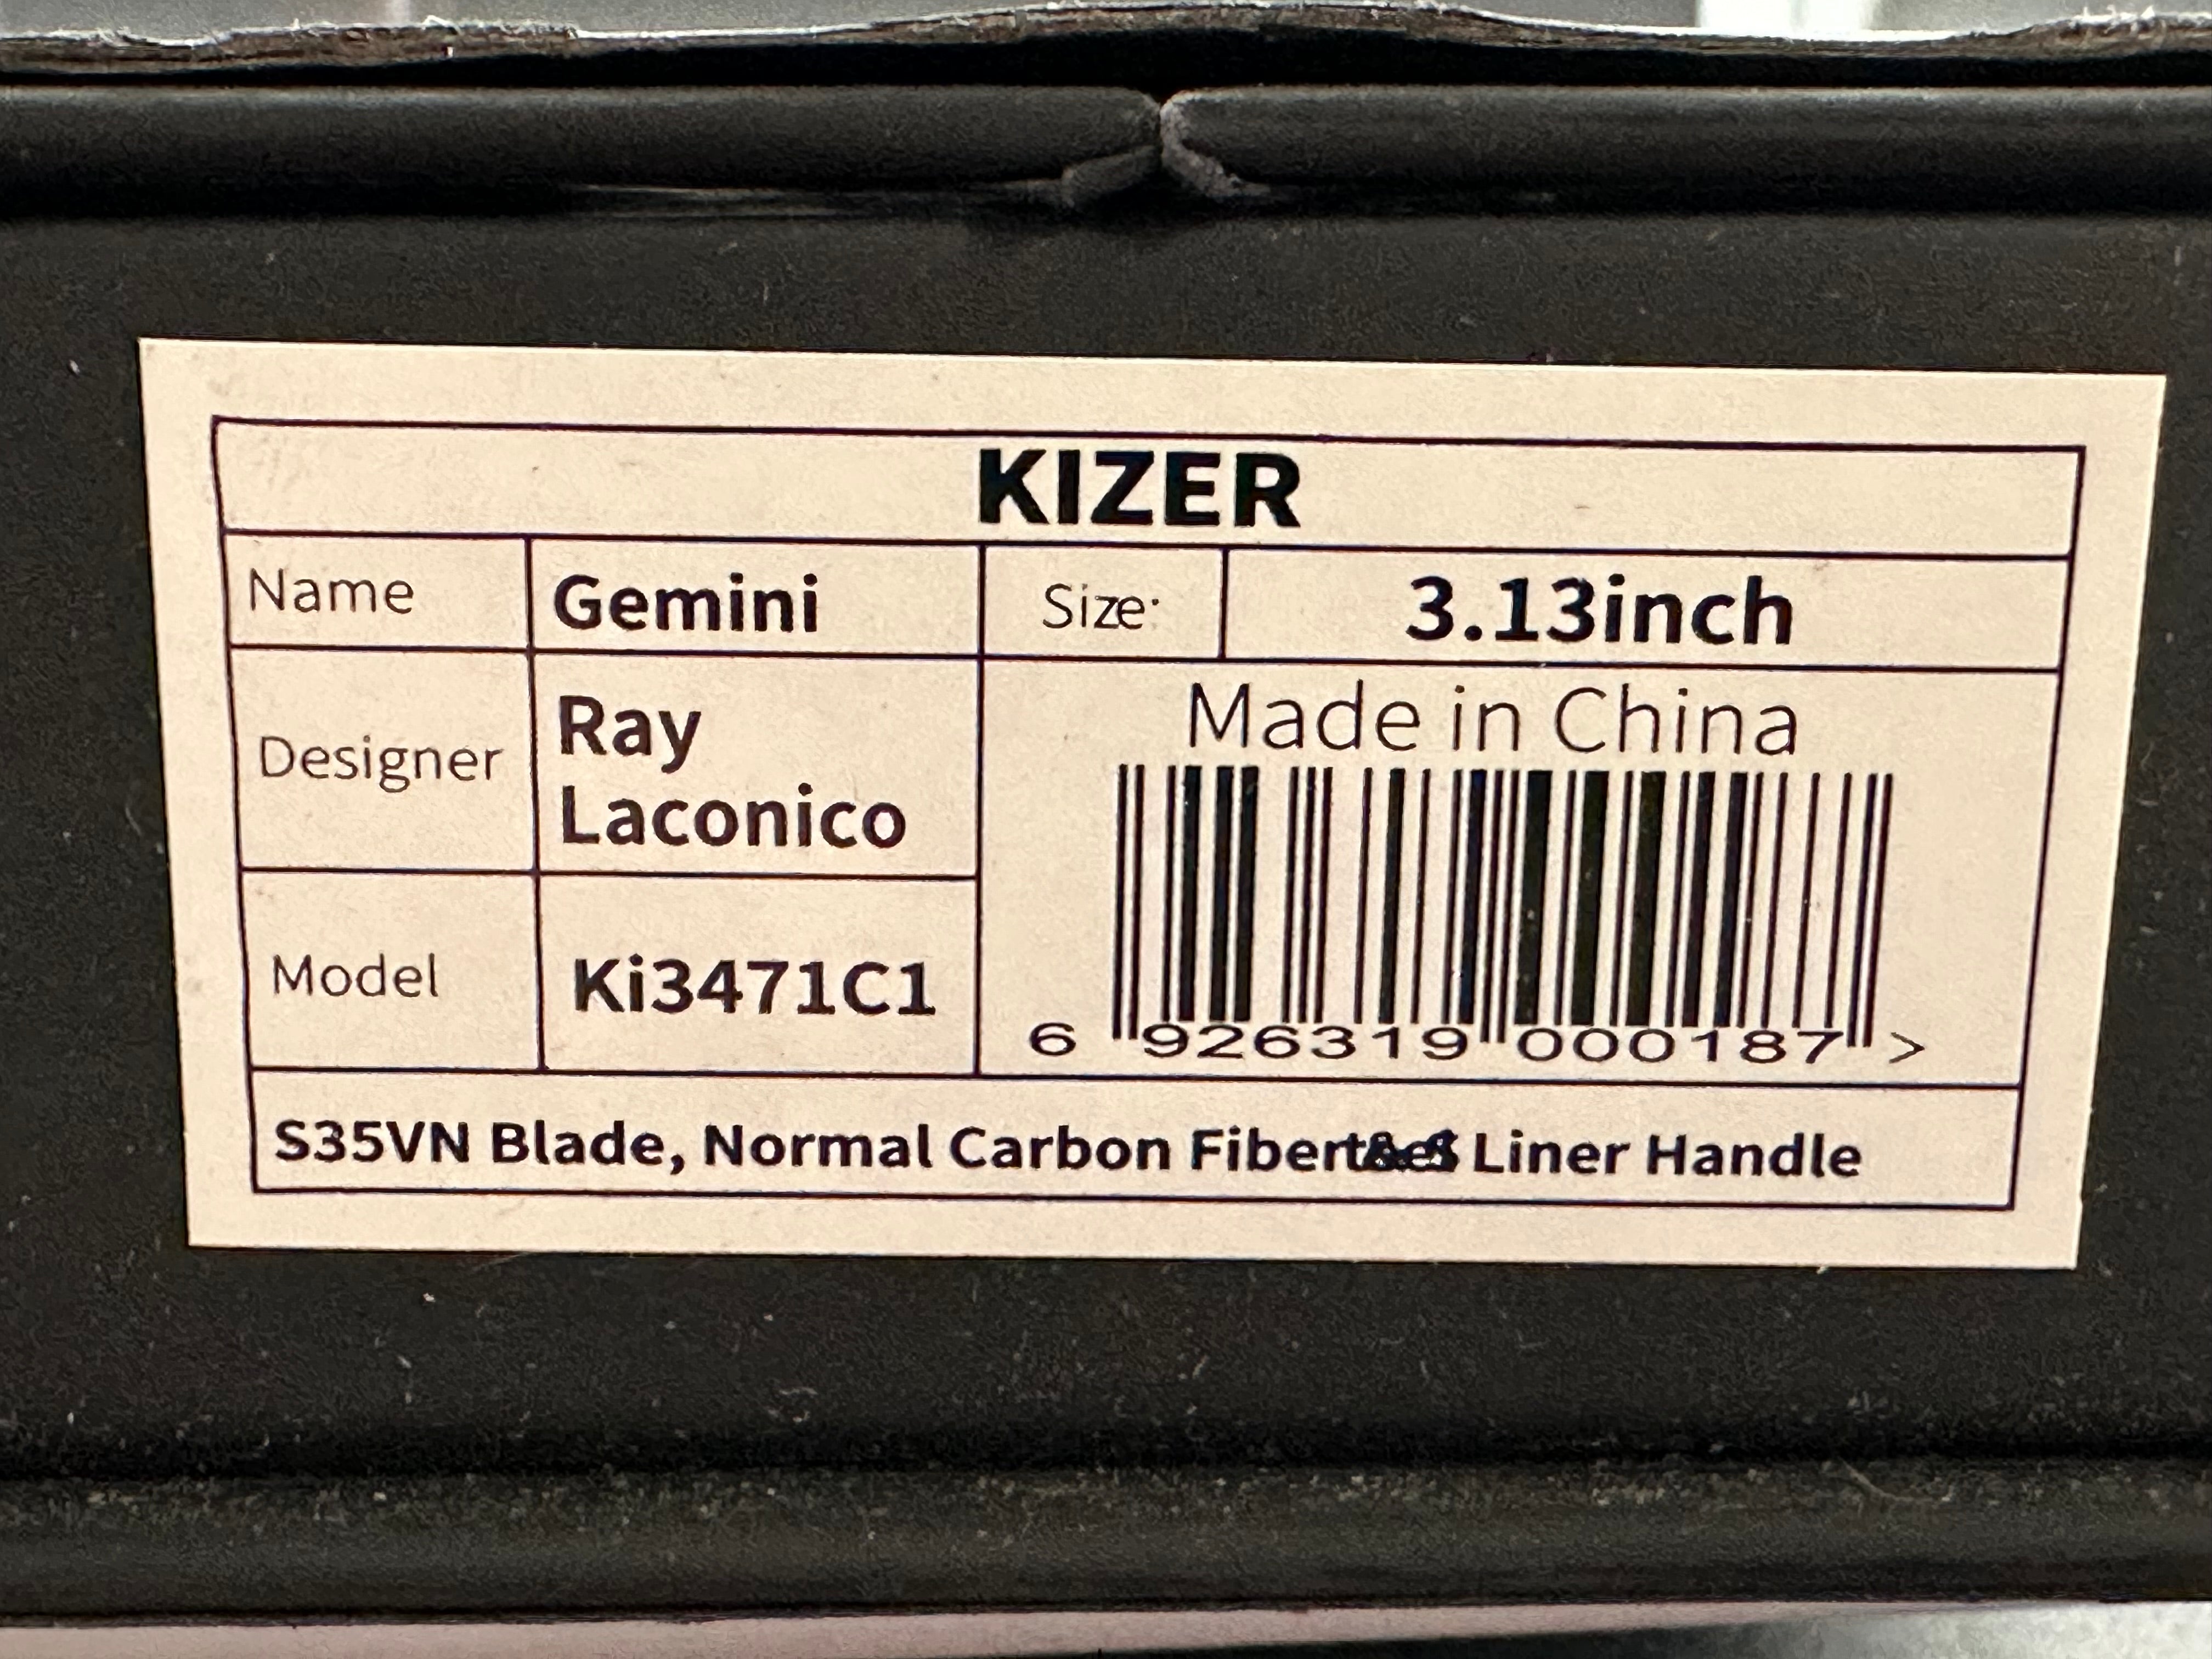 KIZER
Name Gemini Size: 3.13inch
Designer Ray
Laconico
Made in China
Model Ki3471C1
6 926319 000187 >
S35VN Blade, Normal Carbon Fiber Liner Handle